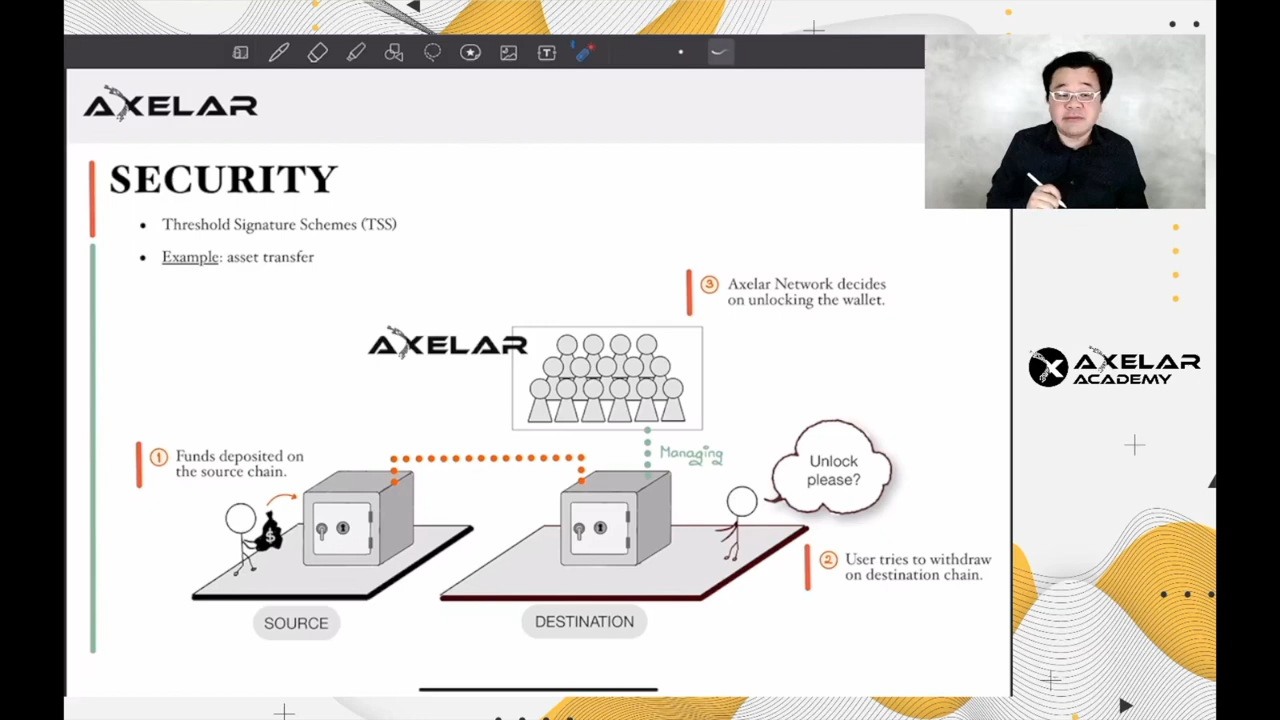 AXELAR
SECURITY
• Threshold Signature Schemes (TSS)
• Example: asset transfer
3 Axelar Network decides
on unlocking the wallet.
AXELAR
1 Funds deposited on
the source chain.
$
Managing
Unlock
please?
2 User tries to withdraw
on destination chain.
SOURCE
DESTINATION
T
AXELAR
ACADEMY